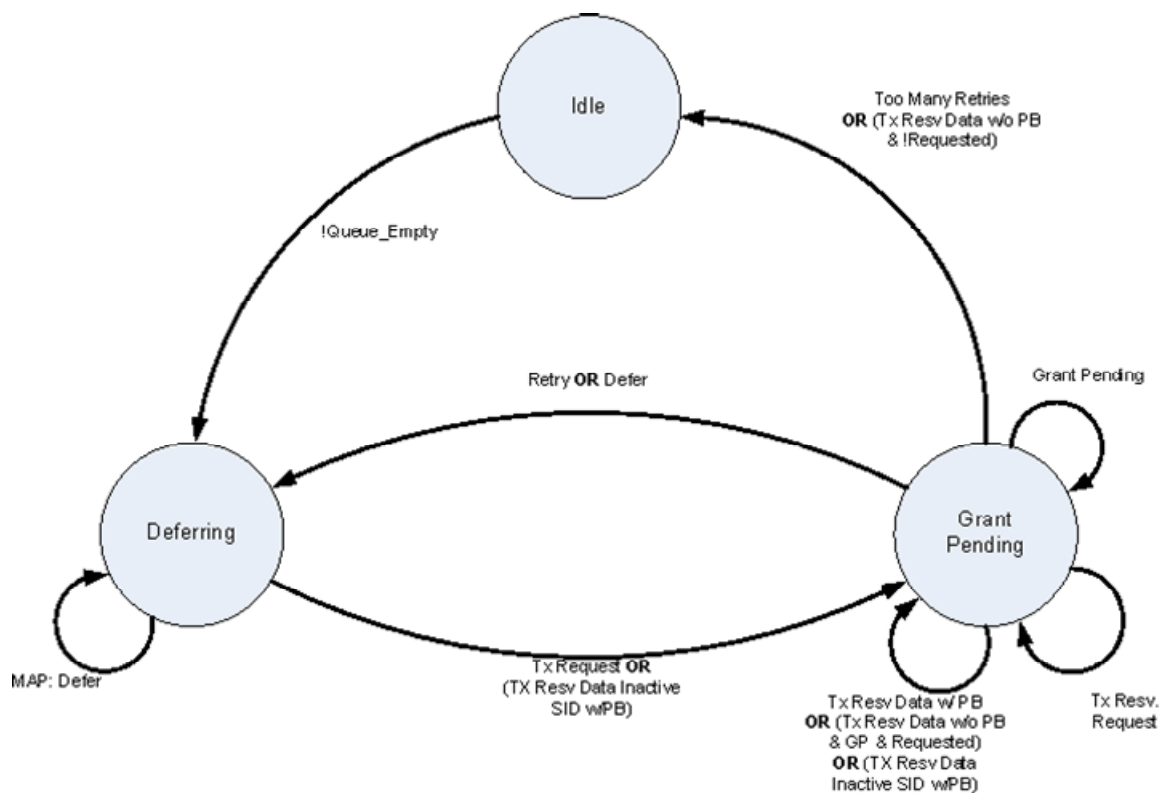 Idle
Too Many Retries
OR (Tx Resv Data w/o PB
& !Requested)
!Queue_Empty
Retry OR Defer
Grant Pending
Deferring
Grant
Pending
MAP: Defer
Tx Request OR
(TX Resv Data Inactive
SID w/PB)
Tx Resv Data w/ PB
OR (Tx Resv Data w/o PB
& GP & Requested)
OR (TX Resv Data
Inactive SID w/PB)
Tx Resv.
Request